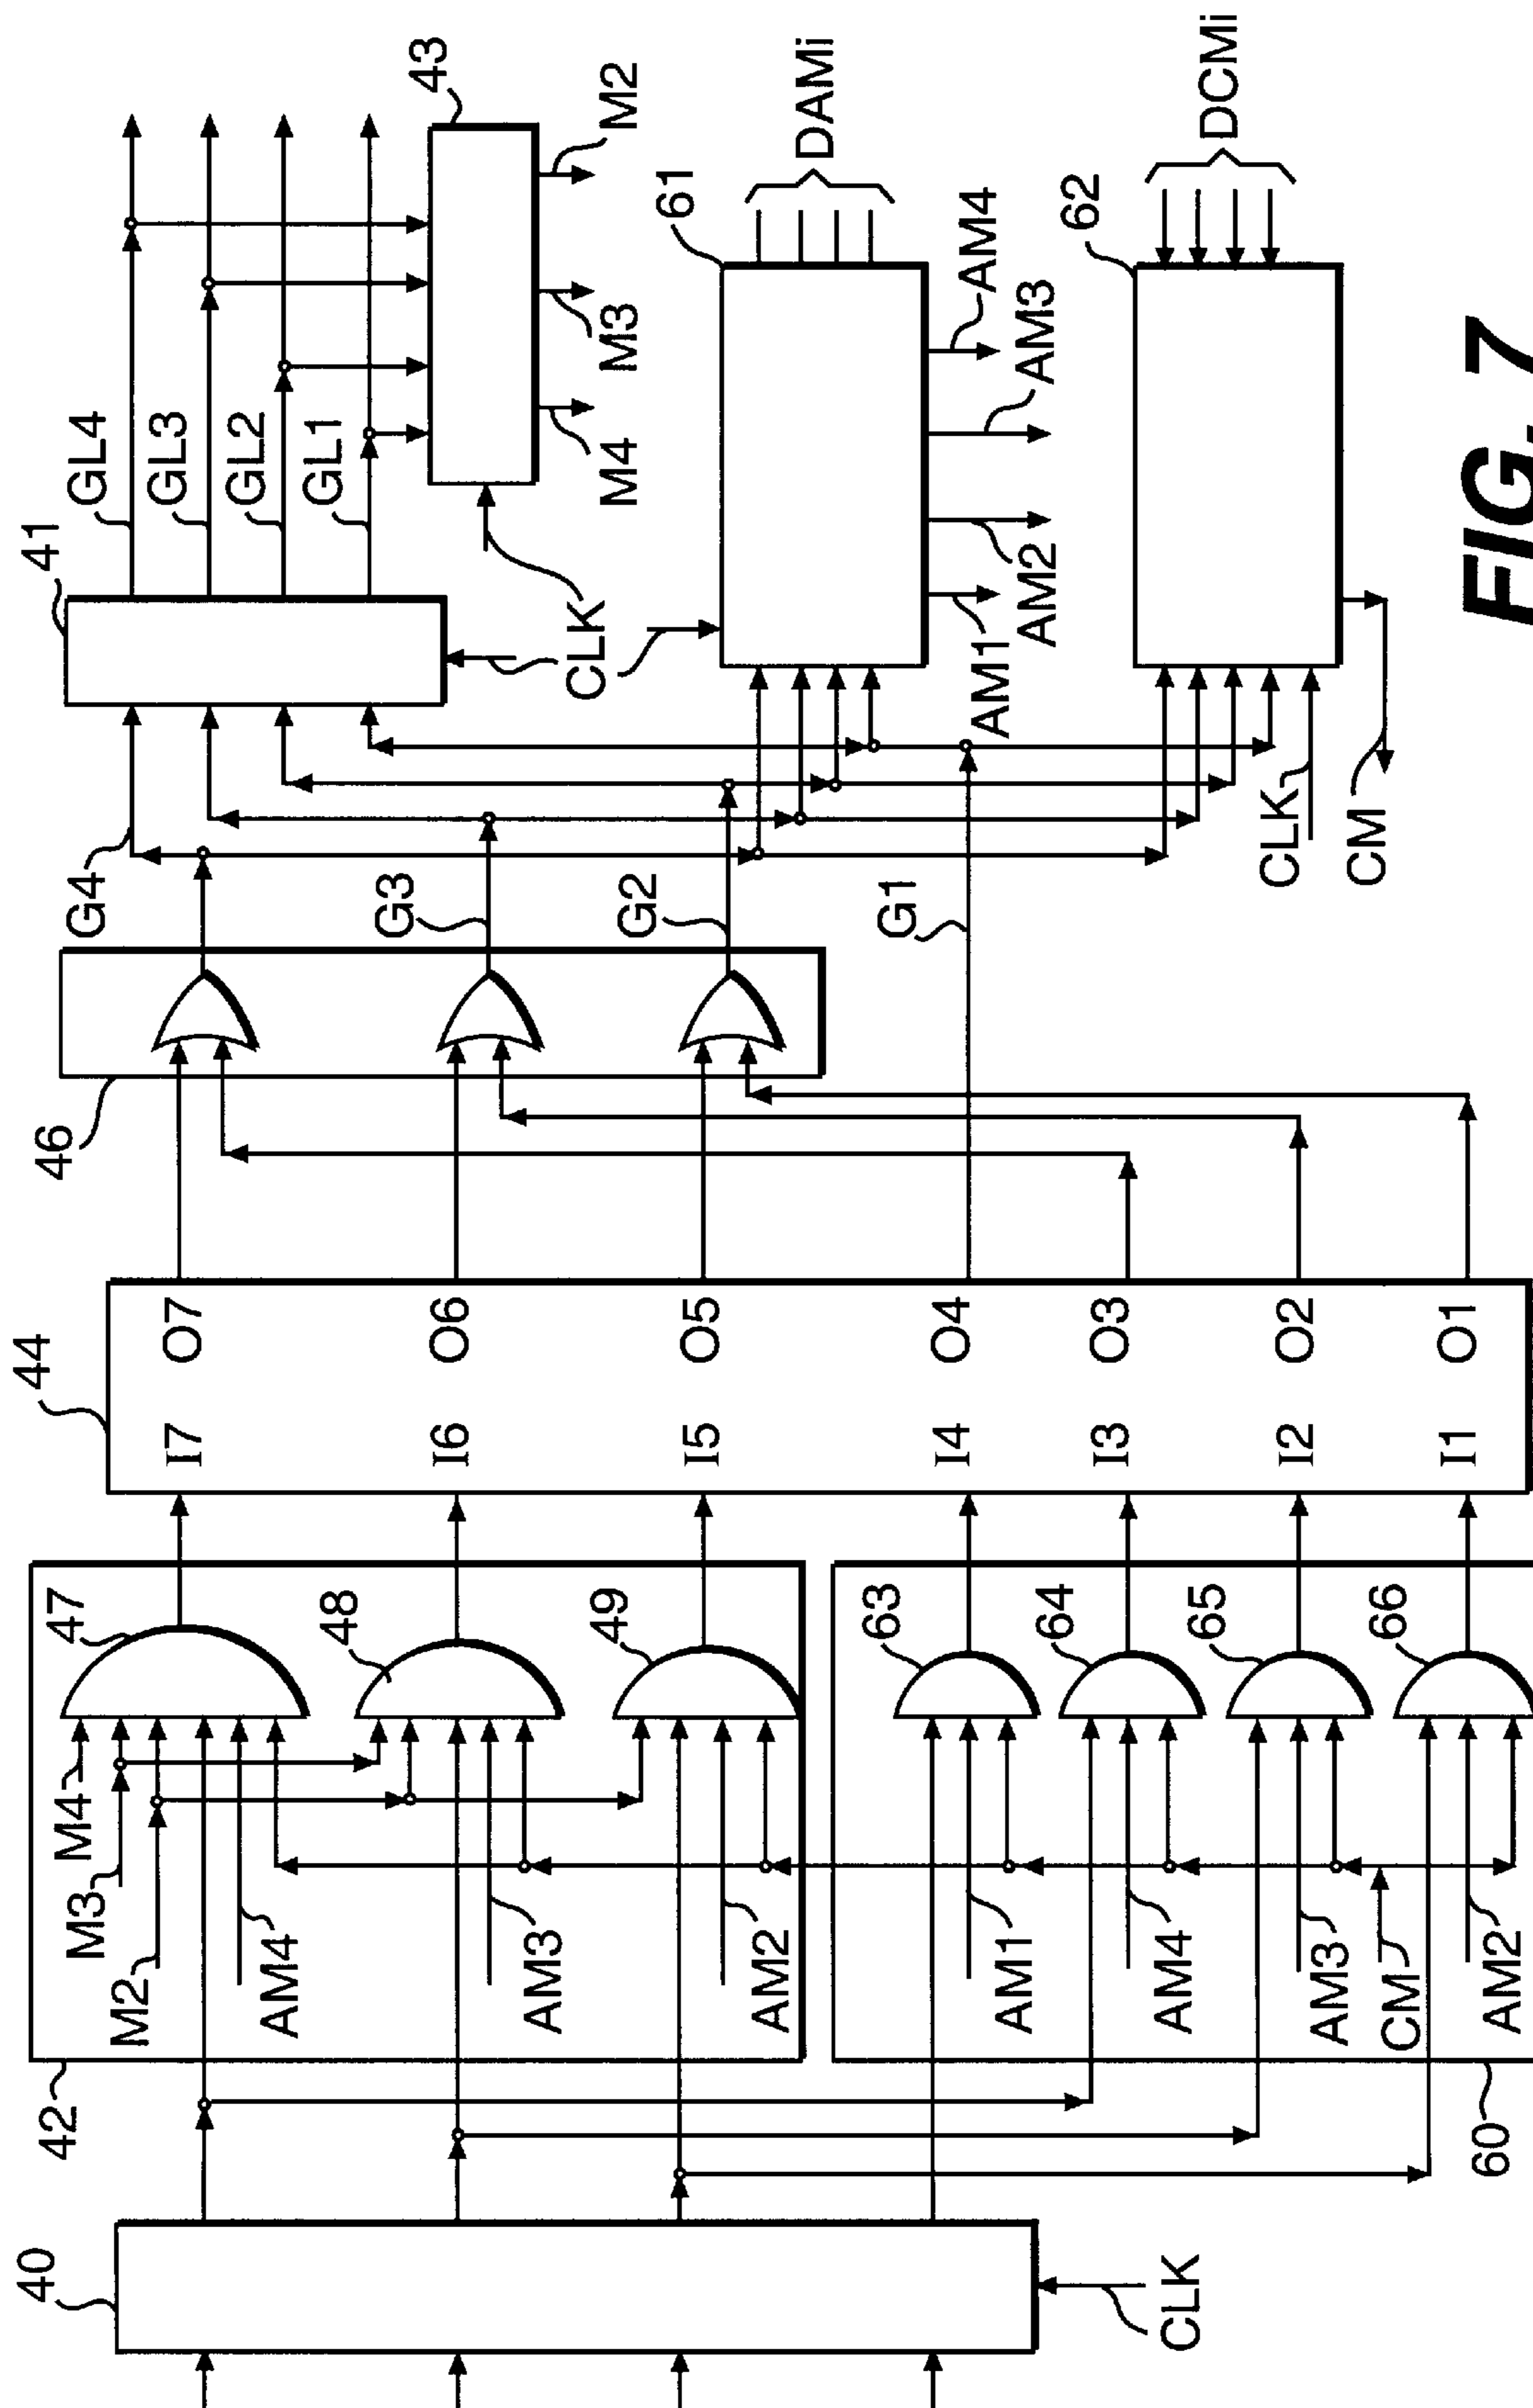 40
CLK
42
M4
M3
M2
AM4
AM3
AM2
47
48
49
AM1
AM4
AM3
CM
AM2
63
64
65
66
60
44
I7 O7
I6 O6
I5 O5
I4 O4
I3 O3
I2 O2
I1 O1
46
G4
G3
G2
G1
41
GL4
GL3
GL2
GL1
CLK
43
M4
M3
M2
61
DAMi
AM1
AM2
AM3
AM4
62
DCMi
CLK
CM
FIG. 7